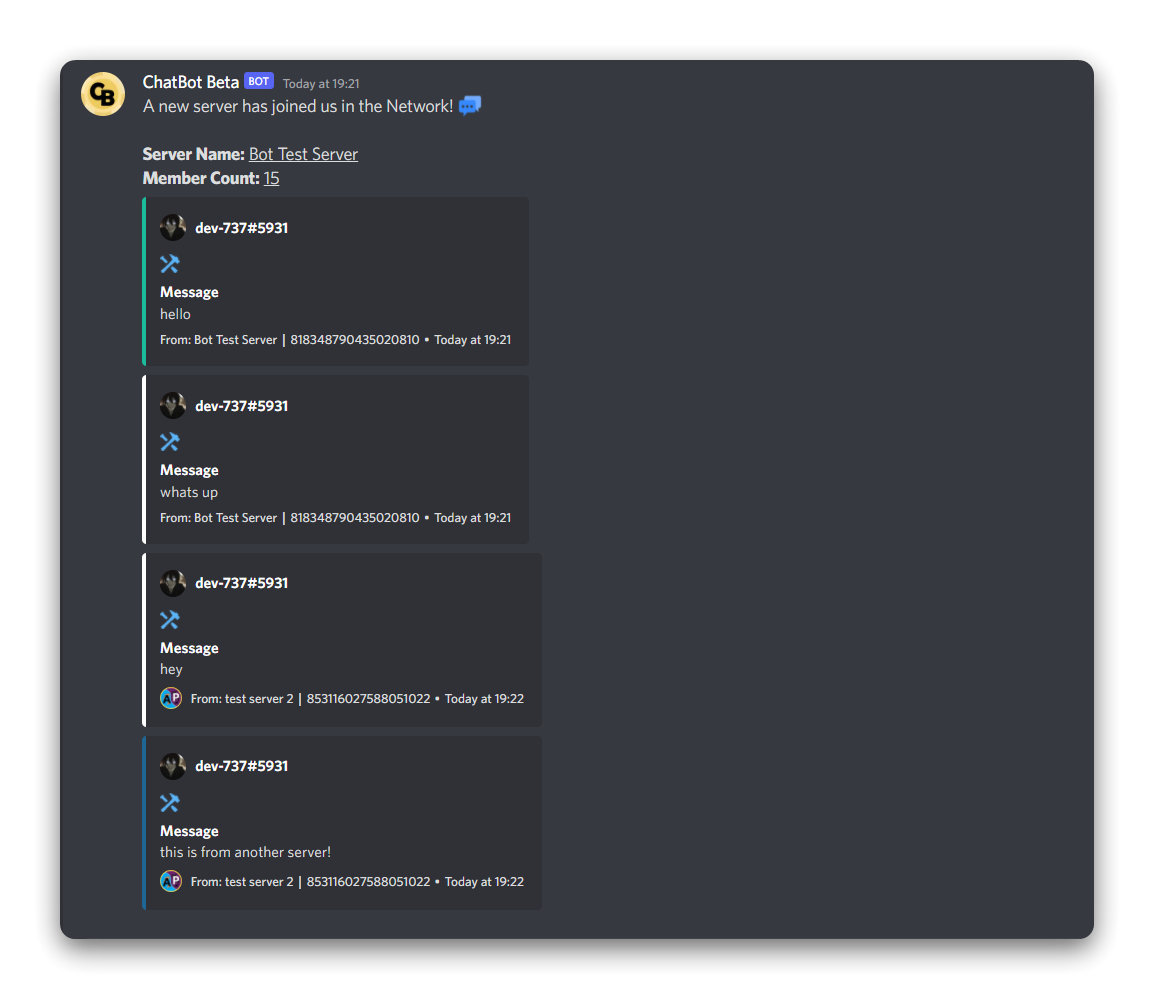 CB
ChatBot Beta BOT Today at 19:21
A new server has joined us in the Network!
Server Name: Bot Test Server
Member Count: 15
dev-737#5931
Message
hello
From: Bot Test Server | 818348790435020810 • Today at 19:21
dev-737#5931
Message
whats up
From: Bot Test Server | 818348790435020810 • Today at 19:21
dev-737#5931
Message
hey
AP From: test server 2 | 853116027588051022 • Today at 19:22
dev-737#5931
Message
this is from another server!
AP From: test server 2 | 853116027588051022 • Today at 19:22